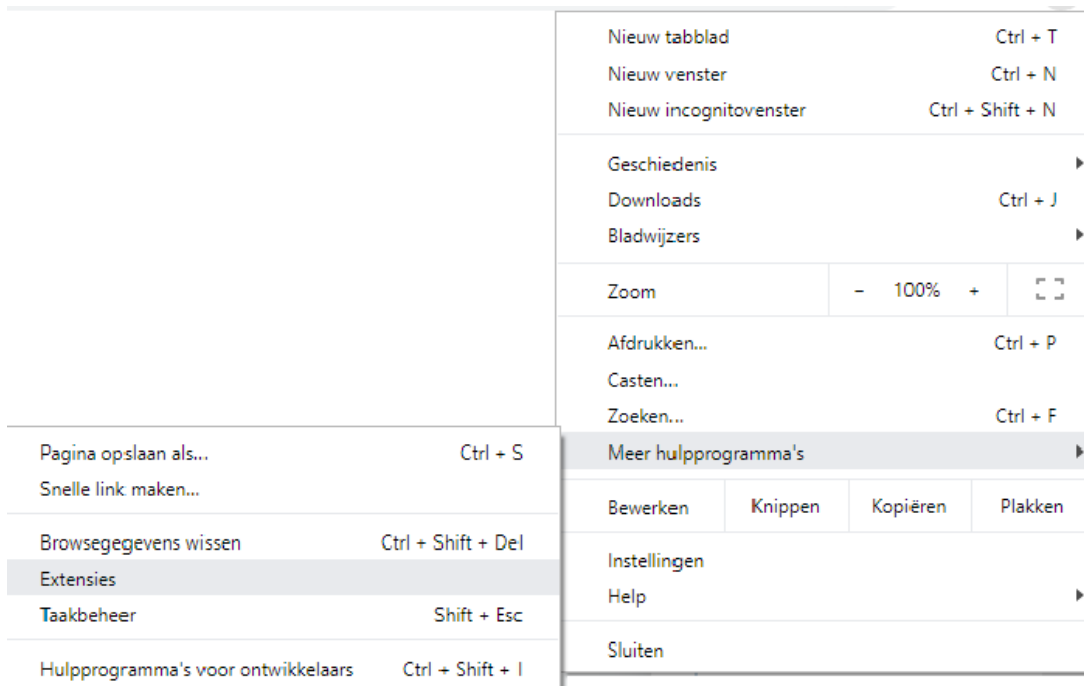 Nieuw tabblad Ctrl + T
Nieuw venster Ctrl + N
Nieuw incognitovenster Ctrl + Shift + N
Geschiedenis
Downloads Ctrl + J
Bladwijzers
Zoom - 100% +
Afdrukken... Ctrl + P
Casten...
Zoeken... Ctrl + F
Meer hulpprogramma's
Bewerken Knippen Kopiëren Plakken
Instellingen
Help
Sluiten
Pagina opslaan als... Ctrl + S
Snelle link maken...
Browsegegevens wissen Ctrl + Shift + Del
Extensies
Taakbeheer Shift + Esc
Hulpprogramma's voor ontwikkelaars Ctrl + Shift + I